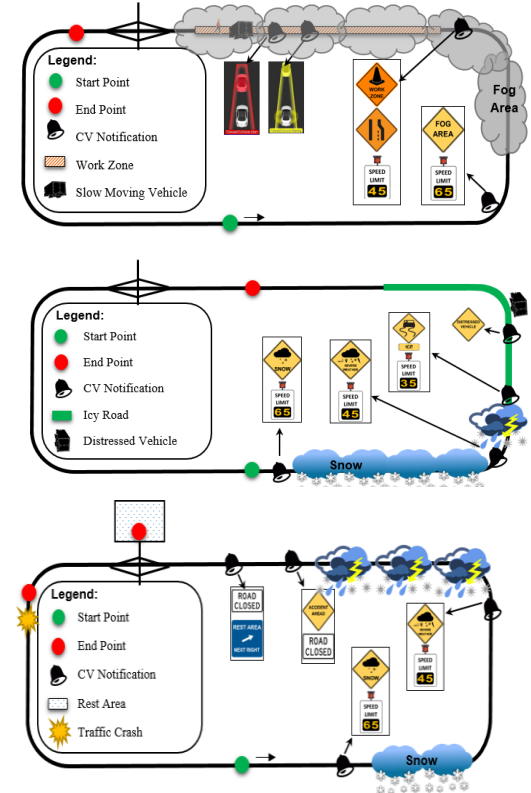 Legend:
Start Point
End Point
CV Notification
Work Zone
Slow Moving Vehicle
WORK
ZONE
SPEED
LIMIT
45
FOG
AREA
SPEED
LIMIT
65
Fog
Area
Legend:
Start Point
End Point
CV Notification
Icy Road
Distressed Vehicle
SNOW
SPEED
LIMIT
65
SEVERE
WEATHER
SPEED
LIMIT
45
ICE
SPEED
LIMIT
35
DISTRESSED
VEHICLE
Snow
Legend:
Start Point
End Point
CV Notification
Rest Area
Traffic Crash
ROAD
CLOSED
REST AREA
NEXT RIGHT
ACCIDENT
AHEAD
ROAD
CLOSED
SNOW
SPEED
LIMIT
65
SEVERE
WEATHER
SPEED
LIMIT
45
Snow